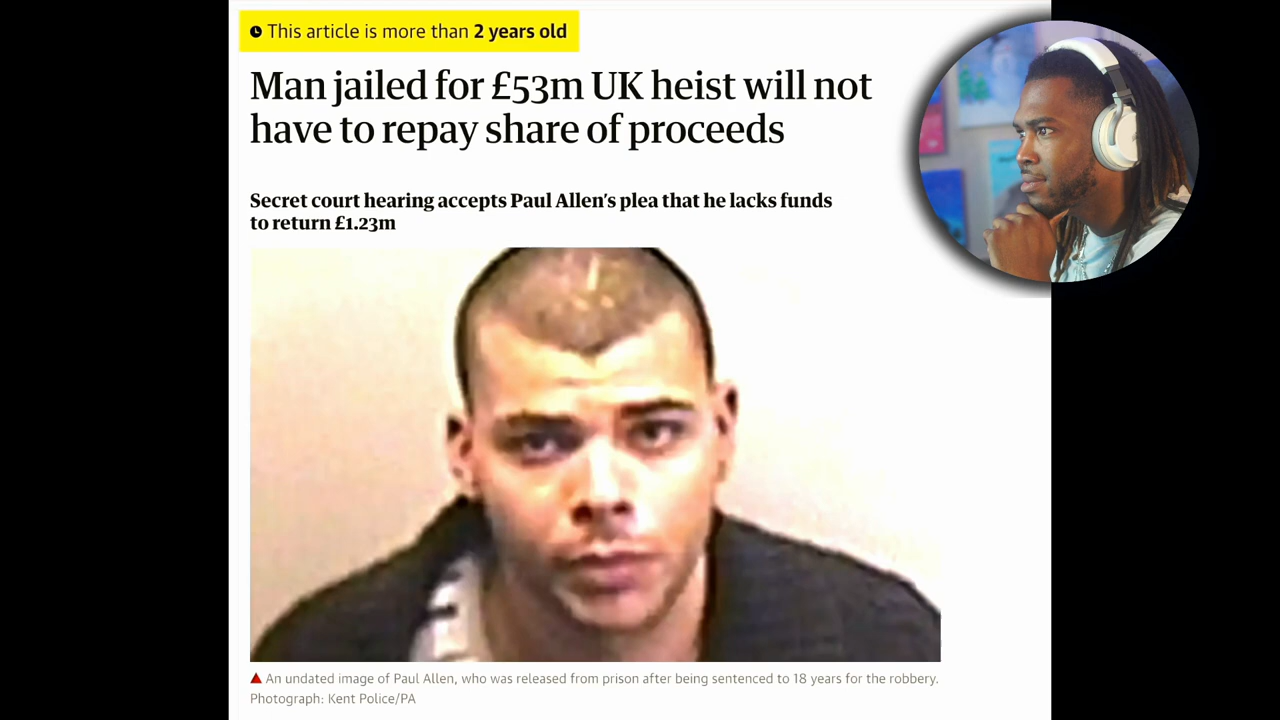 This article is more than 2 years old
Man jailed for £53m UK heist will not
have to repay share of proceeds
Secret court hearing accepts Paul Allen's plea that he lacks funds
to return £1.23m
An undated image of Paul Allen, who was released from prison after being sentenced to 18 years for the robbery.
Photograph: Kent Police/PA